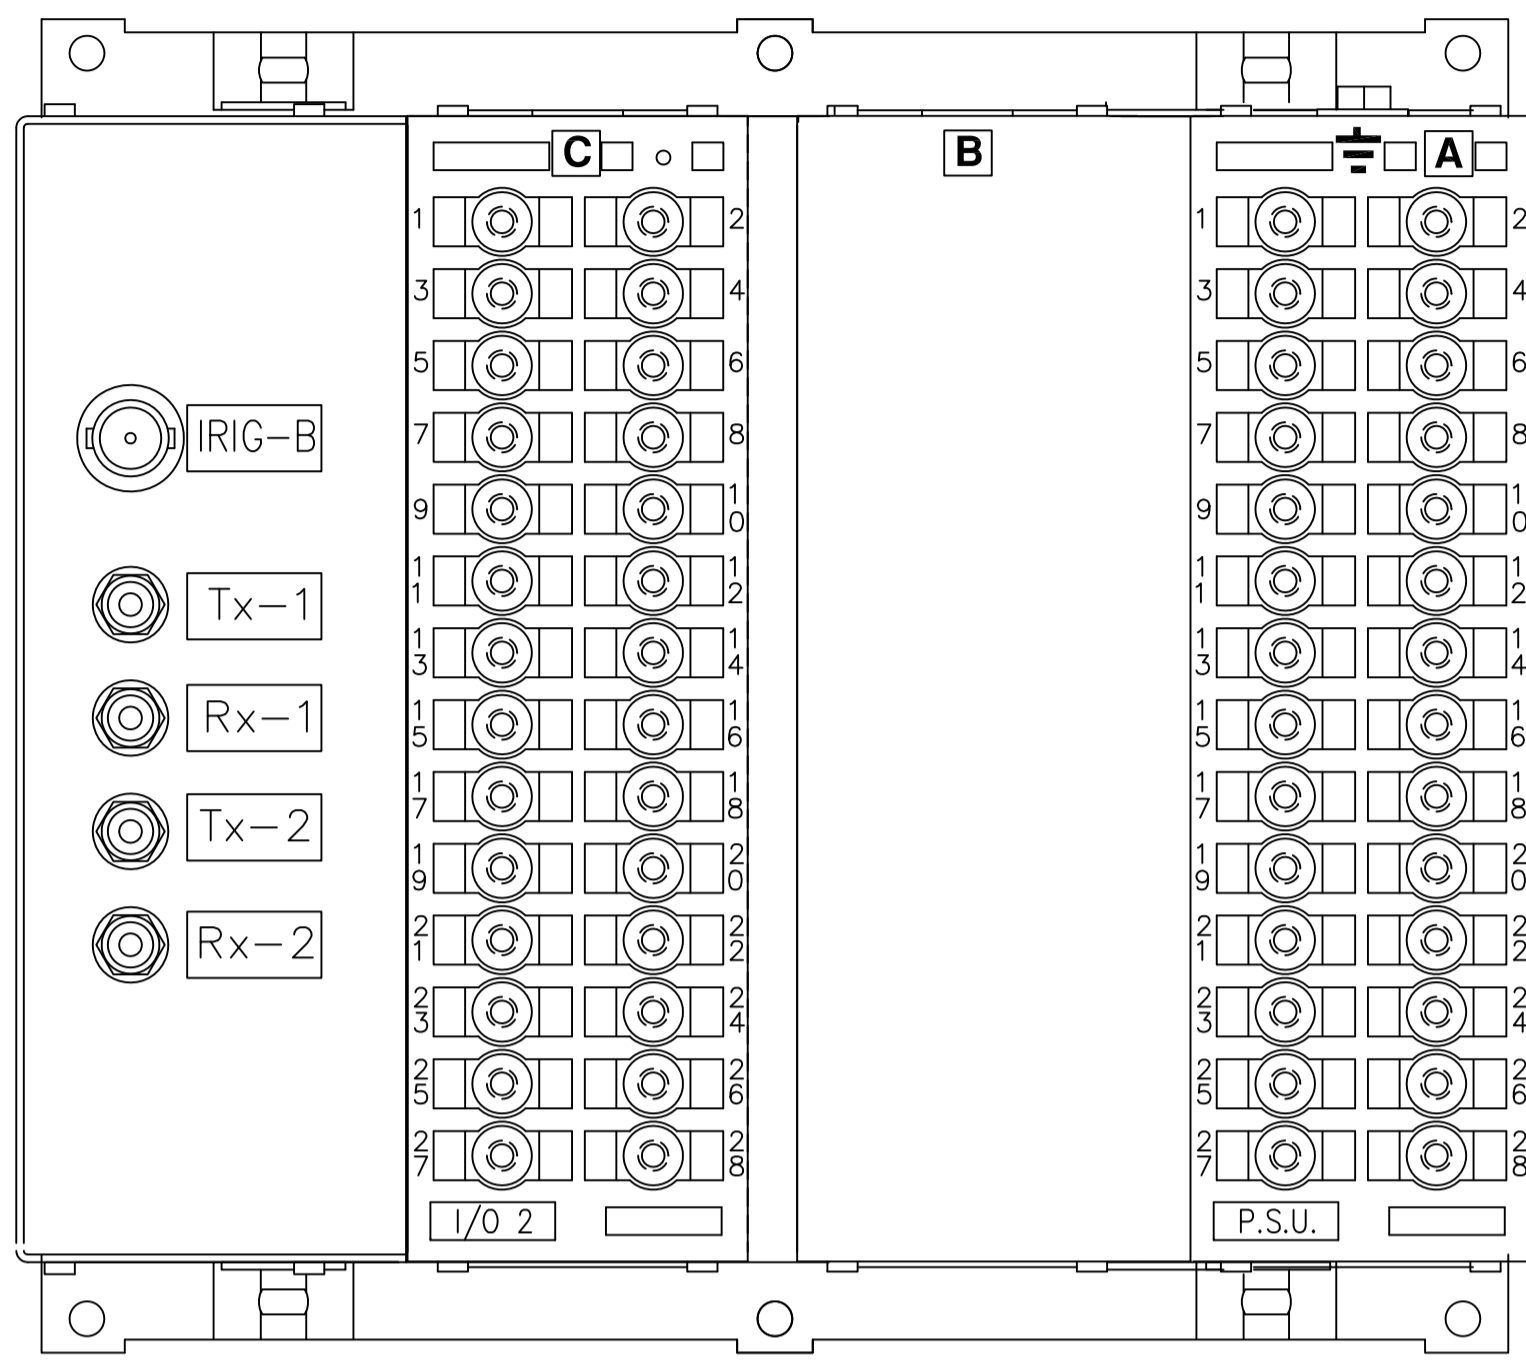 C B A
1 2 1 2
3 4 3 4
5 6 5 6
IRIG-B 7 8 7 8
9 10 9 10
Tx-1 11 12 11 12
13 14 13 14
Rx-1 15 16 15 16
17 18 17 18
Tx-2 19 20 19 20
Rx-2 21 22 21 22
23 24 23 24
25 26 25 26
27 28 27 28
I/O 2 P.S.U.